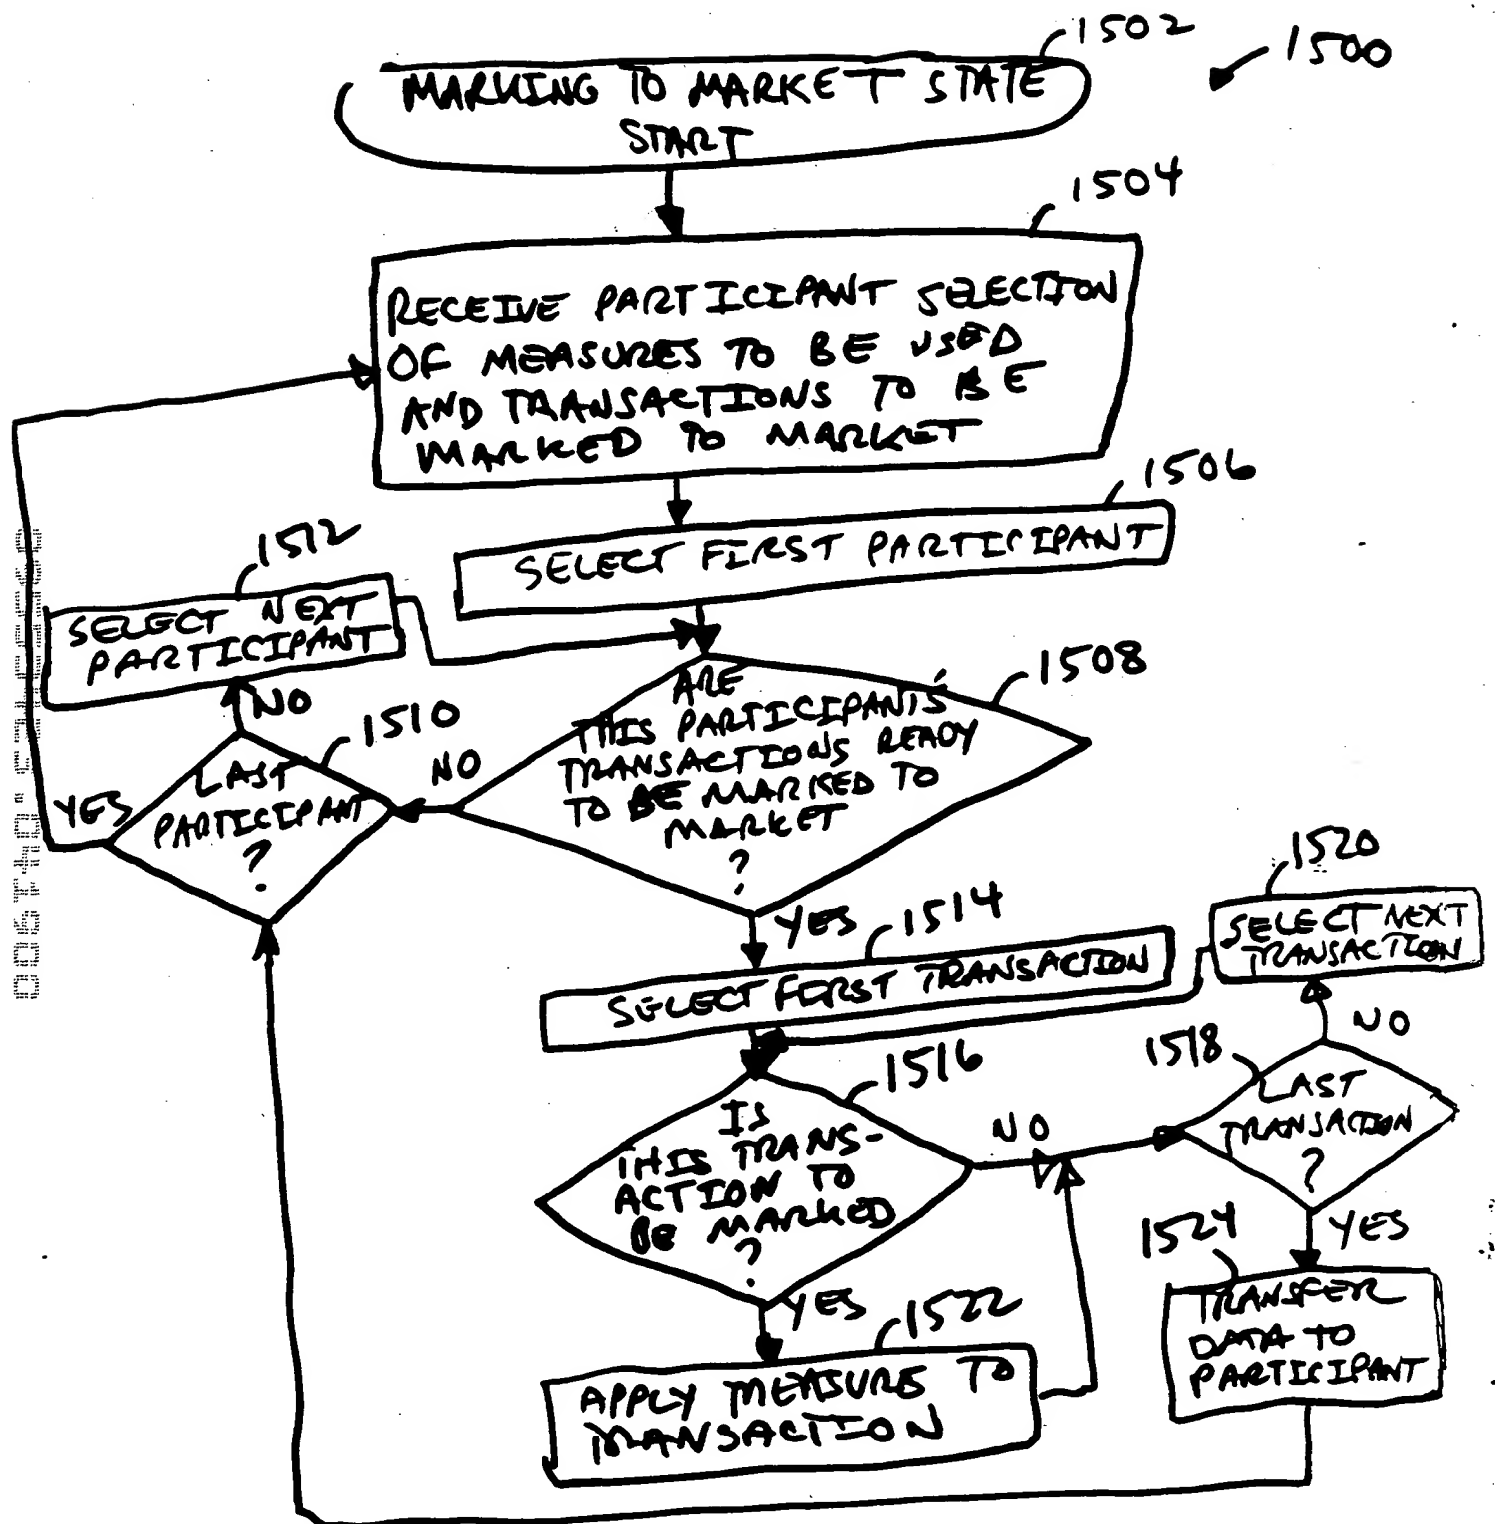 1502
1500
MARKING TO MARKET STATE
START
1504
RECEIVE PARTICIPANT SELECTION
OF MEASURES TO BE USED
AND TRANSACTIONS TO BE
MARKED TO MARKET
1506
SELECT FIRST PARTICIPANT
1512
SELECT NEXT
PARTICIPANT
NO
1510
LAST
PARTICIPANT
?
YES
NO
1508
ARE
THIS PARTICIPANT'S
TRANSACTIONS READY
TO BE MARKED TO
MARKET
?
YES
1514
SELECT FIRST TRANSACTION
1520
SELECT NEXT
TRANSACTION
NO
1516
IS
THIS TRANS-
ACTION TO
BE MARKED
?
NO
1518
LAST
TRANSACTION
?
YES
1522
APPLY MEASURE TO
TRANSACTION
YES
1524
TRANSFER
DATA TO
PARTICIPANT